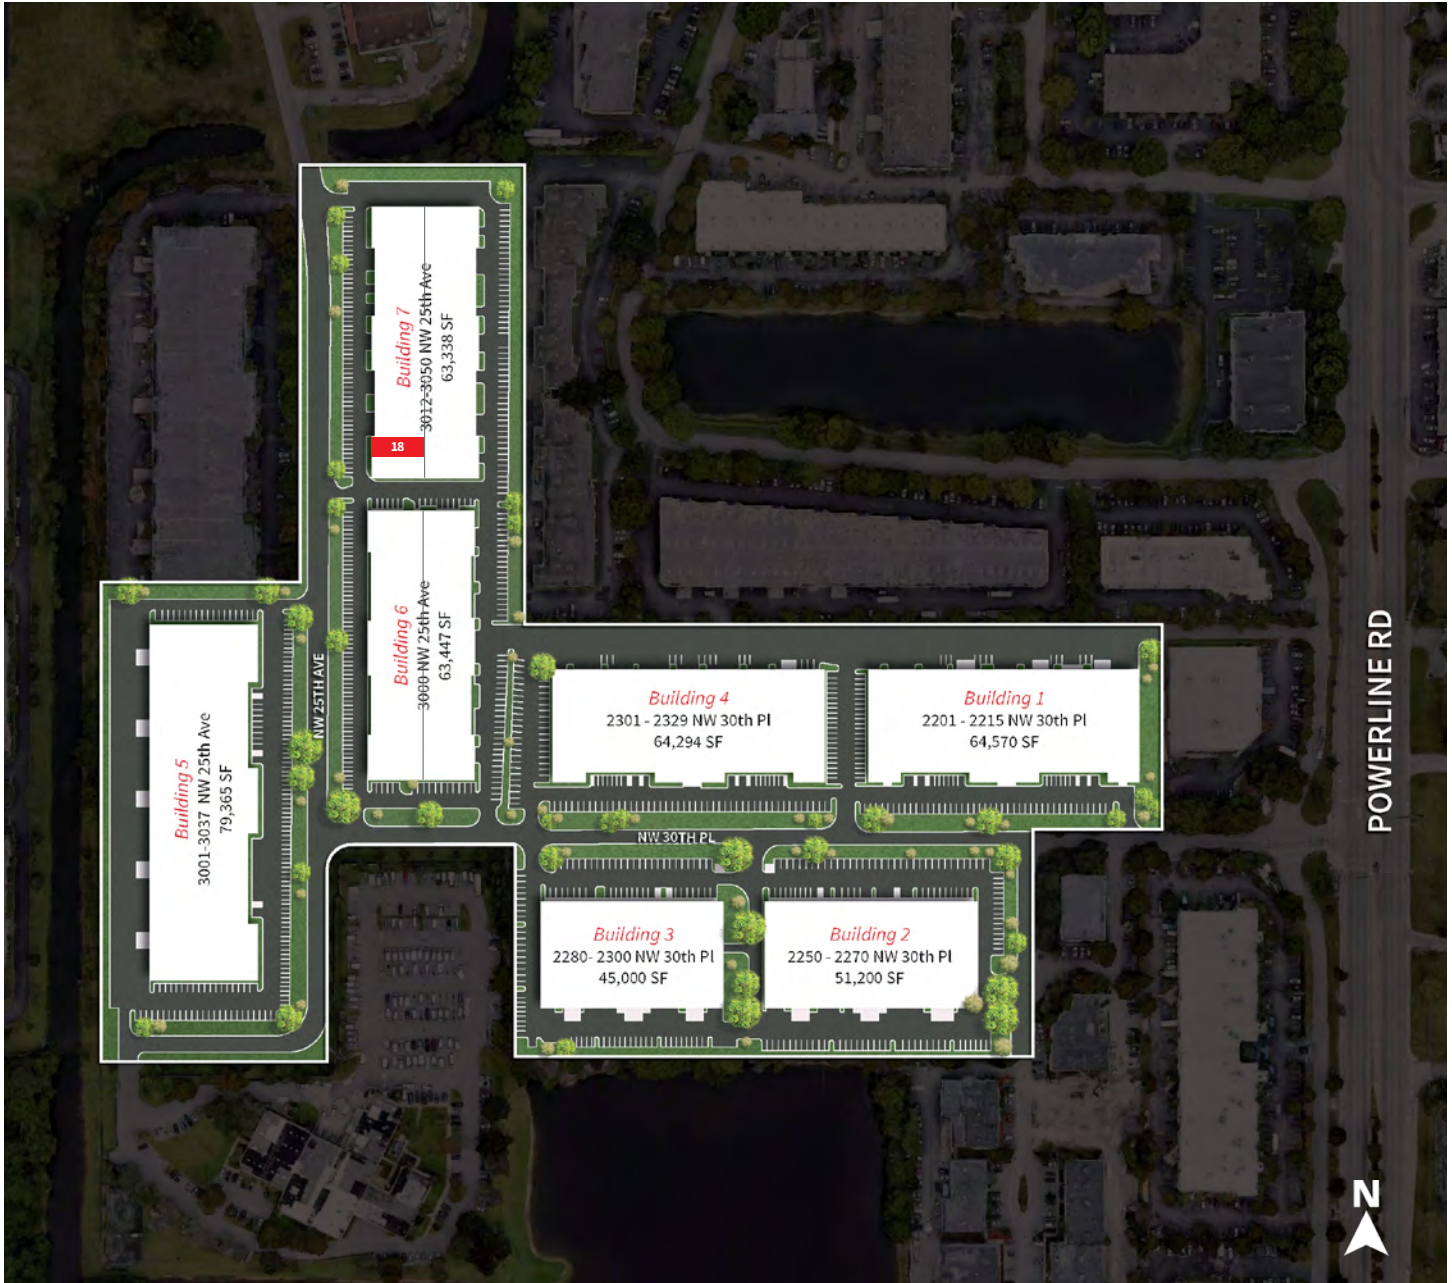 Building 7
3012-3050 NW 25th Ave
63,338 SF
18
Building 6
3000 NW 25th Ave
63,447 SF
NW 25TH AVE
Building 5
3001-3037 NW 25th Ave
79,365 SF
Building 4
2301 - 2329 NW 30th Pl
64,294 SF
Building 1
2201 - 2215 NW 30th Pl
64,570 SF
POWERLINE RD
NW 30TH PL
Building 3
2280- 2300 NW 30th Pl
45,000 SF
Building 2
2250 - 2270 NW 30th Pl
51,200 SF
N